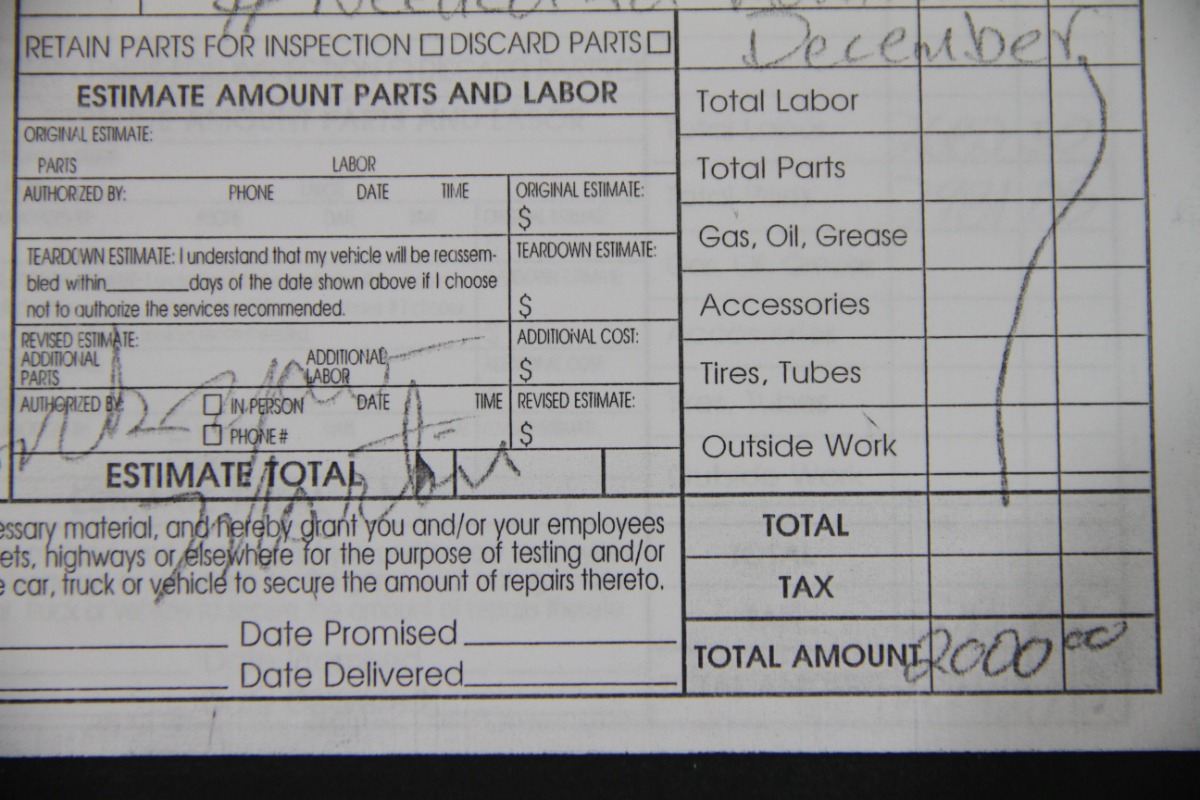 RETAIN PARTS FOR INSPECTION □ DISCARD PARTS □
December
ESTIMATE AMOUNT PARTS AND LABOR
ORIGINAL ESTIMATE:
PARTS LABOR
AUTHORIZED BY: PHONE DATE TIME
ORIGINAL ESTIMATE:
$
TEARDOWN ESTIMATE: I understand that my vehicle will be reassem-
bled within________days of the date shown above if I choose
not to authorize the services recommended.
TEARDOWN ESTIMATE:
$
REVISED ESTIMATE:
ADDITIONAL PARTS
ADDITIONAL LABOR
ADDITIONAL COST:
$
AUTHORIZED BY: □ IN PERSON DATE TIME
□ PHONE #
REVISED ESTIMATE:
$
ESTIMATE TOTAL
essary material, and hereby grant you and/or your employees
ets, highways or elsewhere for the purpose of testing and/or
e car, truck or vehicle to secure the amount of repairs thereto.
Date Promised
Date Delivered
Total Labor
Total Parts
Gas, Oil, Grease
Accessories
Tires, Tubes
Outside Work
TOTAL
TAX
TOTAL AMOUNT 2000 00